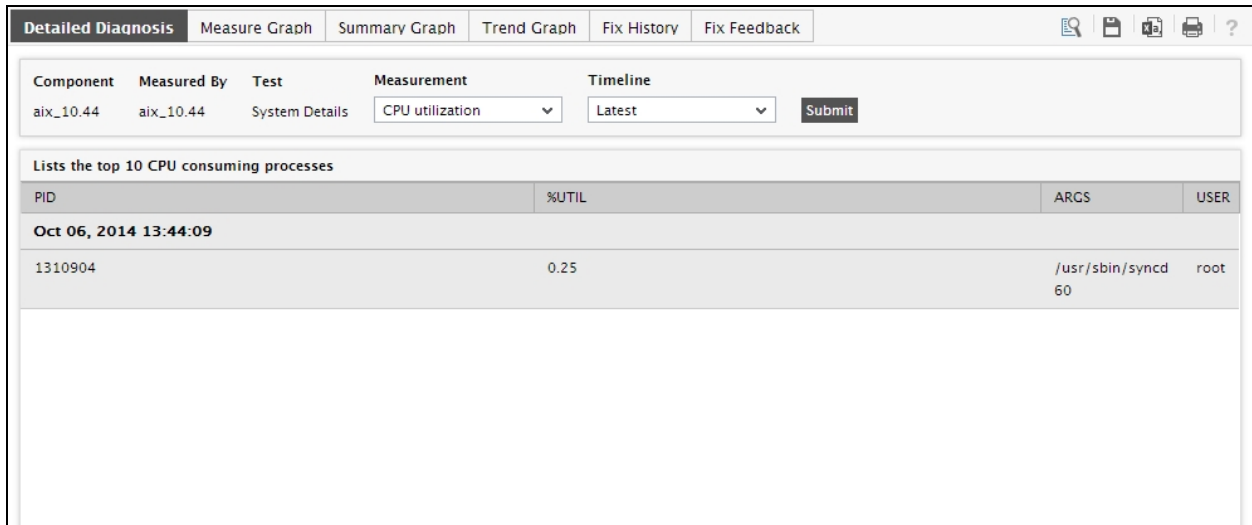 Detailed Diagnosis Measure Graph Summary Graph Trend Graph Fix History Fix Feedback ?
Component Measured By Test Measurement Timeline
aix_10.44 aix_10.44 System Details CPU utilization Latest Submit
Lists the top 10 CPU consuming processes
PID %UTIL ARGS USER
Oct 06, 2014 13:44:09
1310904 0.25 /usr/sbin/syncd root
60